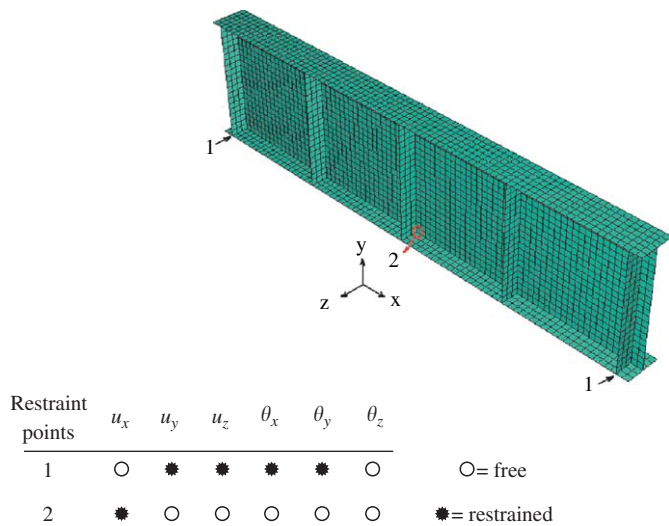 1
2
y
z
x
1
Restraint points u_x u_y u_z θ_x θ_y θ_z
1 ○ ✹ ✹ ✹ ✹ ○ ○= free
2 ✹ ○ ○ ○ ○ ○ ✹= restrained